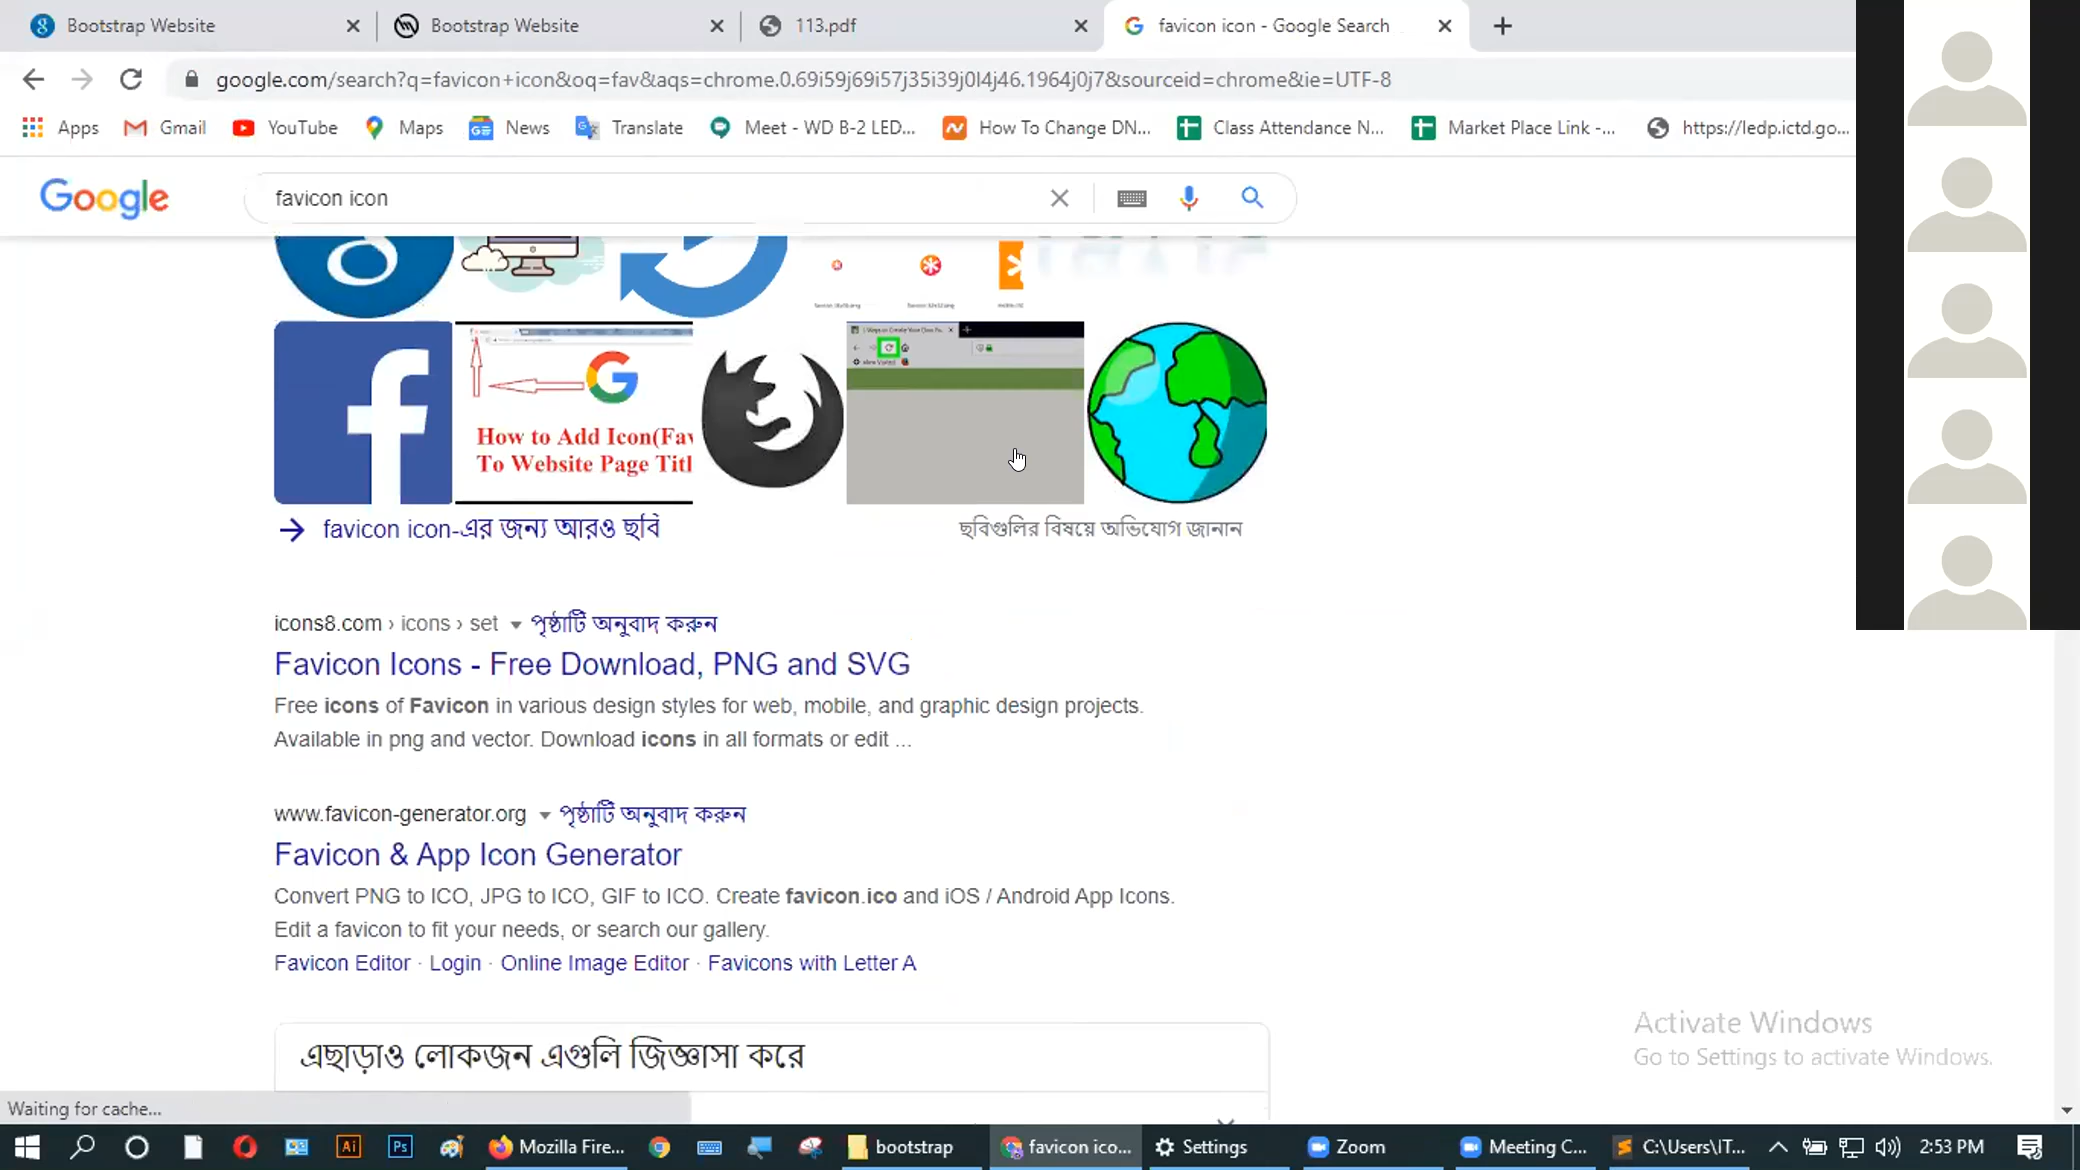 Bootstrap Website
Bootstrap Website
113.pdf
favicon icon - Google Search
google.com/search?q=favicon+icon&oq=fav&aqs=chrome.0.69i59j69i57j35i39j0l4j46.1964j0j7&sourceid=chrome&ie=UTF-8
Apps
Gmail
YouTube
Maps
News
Translate
Meet - WD B-2 LED...
How To Change DN...
Class Attendance N...
Market Place Link -...
https://ledp.ictd.go...
Google
favicon icon
How to Add Icon(Fav
To Website Page Titl
favicon icon-এর জন্য আরও ছবি
ছবিগুলির বিষয়ে অভিযোগ জানান
icons8.com › icons › set পৃষ্ঠাটি অনুবাদ করুন
Favicon Icons - Free Download, PNG and SVG
Free icons of Favicon in various design styles for web, mobile, and graphic design projects.
Available in png and vector. Download icons in all formats or edit ...
www.favicon-generator.org পৃষ্ঠাটি অনুবাদ করুন
Favicon & App Icon Generator
Convert PNG to ICO, JPG to ICO, GIF to ICO. Create favicon.ico and iOS / Android App Icons.
Edit a favicon to fit your needs, or search our gallery.
Favicon Editor · Login · Online Image Editor · Favicons with Letter A
এছাড়াও লোকজন এগুলি জিজ্ঞাসা করে
Activate Windows
Go to Settings to activate Windows.
Waiting for cache...
Ai
Ps
Mozilla Fire...
bootstrap
favicon ico...
Settings
Zoom
Meeting C...
C:\Users\IT...
2:53 PM